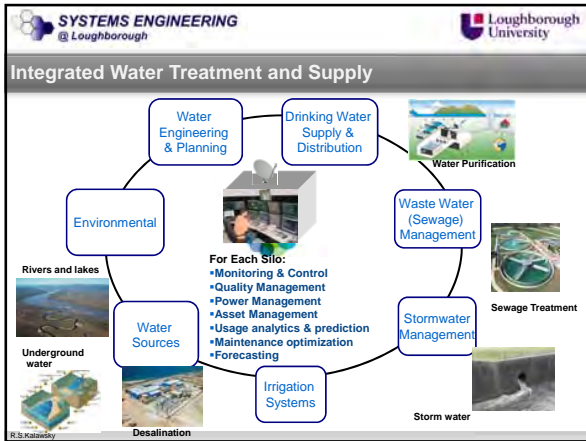 SYSTEMS ENGINEERING
@ Loughborough
Loughborough
University
Integrated Water Treatment and Supply
Water
Engineering
& Planning
Drinking Water
Supply &
Distribution
Water Purification
Environmental
Waste Water
(Sewage)
Management
For Each Silo:
▪Monitoring & Control
▪Quality Management
▪Power Management
▪Asset Management
▪Usage analytics & prediction
▪Maintenance optimization
▪Forecasting
Rivers and lakes
Sewage Treatment
Water
Sources
Stormwater
Management
Underground
water
Irrigation
Systems
Desalination
Storm water
R.S.Kalawsky